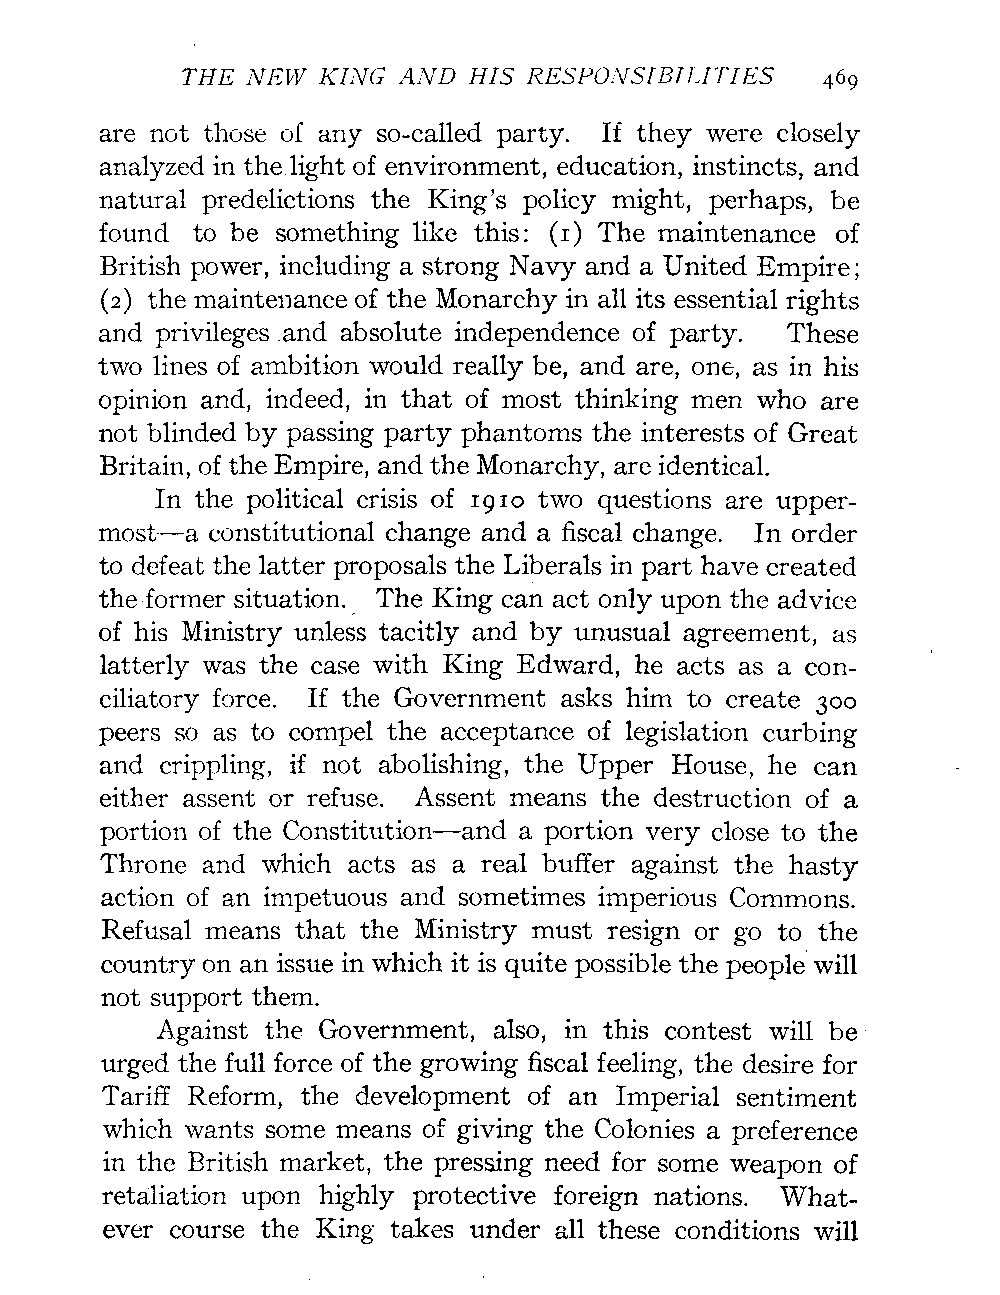 THE NEW KING AND HIS RESPONSIBILITIES 469
are not those of any so-called party. If they were closely
analyzed in the light of environment, education, instincts, and
natural predelictions the King's policy might, perhaps, be
found to be something like this: (1) The maintenance of
British power, including a strong Navy and a United Empire;
(2) the maintenance of the Monarchy in all its essential rights
and privileges and absolute independence of party. These
two lines of ambition would really be, and are, one, as in his
opinion and, indeed, in that of most thinking men who are
not blinded by passing party phantoms the interests of Great
Britain, of the Empire, and the Monarchy, are identical.
In the political crisis of 1910 two questions are upper-
most—a constitutional change and a fiscal change. In order
to defeat the latter proposals the Liberals in part have created
the former situation. The King can act only upon the advice
of his Ministry unless tacitly and by unusual agreement, as
latterly was the case with King Edward, he acts as a con-
ciliatory force. If the Government asks him to create 300
peers so as to compel the acceptance of legislation curbing
and crippling, if not abolishing, the Upper House, he can
either assent or refuse. Assent means the destruction of a
portion of the Constitution—and a portion very close to the
Throne and which acts as a real buffer against the hasty
action of an impetuous and sometimes imperious Commons.
Refusal means that the Ministry must resign or go to the
country on an issue in which it is quite possible the people will
not support them.
Against the Government, also, in this contest will be
urged the full force of the growing fiscal feeling, the desire for
Tariff Reform, the development of an Imperial sentiment
which wants some means of giving the Colonies a preference
in the British market, the pressing need for some weapon of
retaliation upon highly protective foreign nations. What-
ever course the King takes under all these conditions will